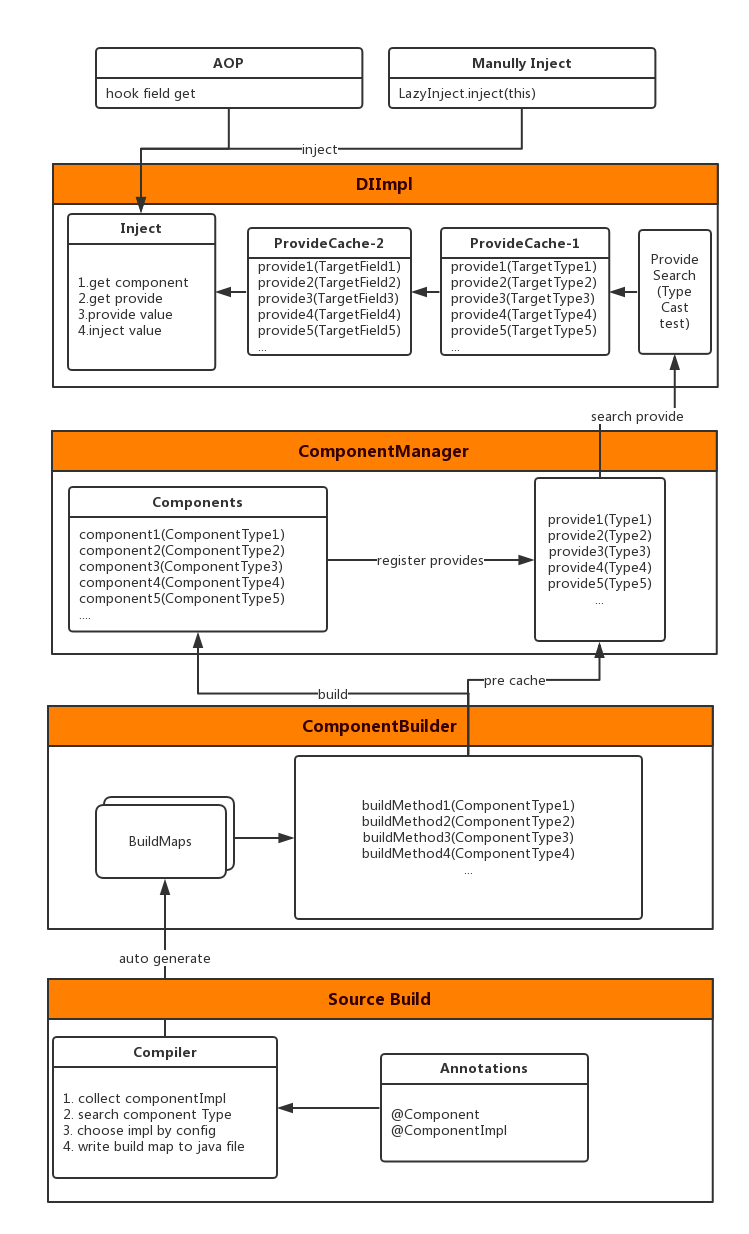 AOP
hook field get
Manully Inject
LazyInject.inject(this)
inject
DIImpl
Inject
1.get component
2.get provide
3.provide value
4.inject value
ProvideCache-2
provide1(TargetField1)
provide2(TargetField2)
provide3(TargetField3)
provide4(TargetField4)
provide5(TargetField5)
...
ProvideCache-1
provide1(TargetType1)
provide2(TargetType2)
provide3(TargetType3)
provide4(TargetType4)
provide5(TargetType5)
...
Provide
Search
(Type
Cast
test)
search provide
ComponentManager
Components
component1(ComponentType1)
component2(ComponentType2)
component3(ComponentType3)
component4(ComponentType4)
component5(ComponentType5)
....
register provides
provide1(Type1)
provide2(Type2)
provide3(Type3)
provide4(Type4)
provide5(Type5)
...
build
pre cache
ComponentBuilder
BuildMaps
buildMethod1(ComponentType1)
buildMethod2(ComponentType2)
buildMethod3(ComponentType3)
buildMethod4(ComponentType4)
...
auto generate
Source Build
Compiler
1. collect componentImpl
2. search component Type
3. choose impl by config
4. write build map to java file
Annotations
@Component
@ComponentImpl